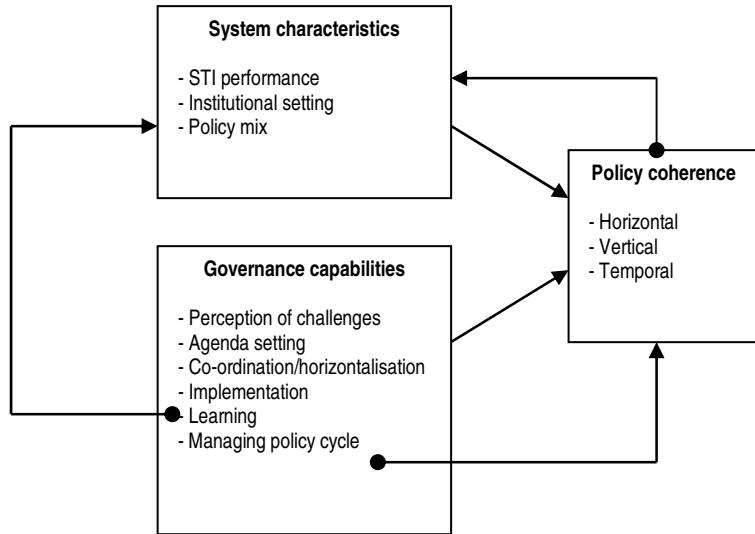 System characteristics
- STI performance
- Institutional setting
- Policy mix
Policy coherence
- Horizontal
- Vertical
- Temporal
Governance capabilities
- Perception of challenges
- Agenda setting
- Co-ordination/horizontalisation
- Implementation
- Learning
- Managing policy cycle